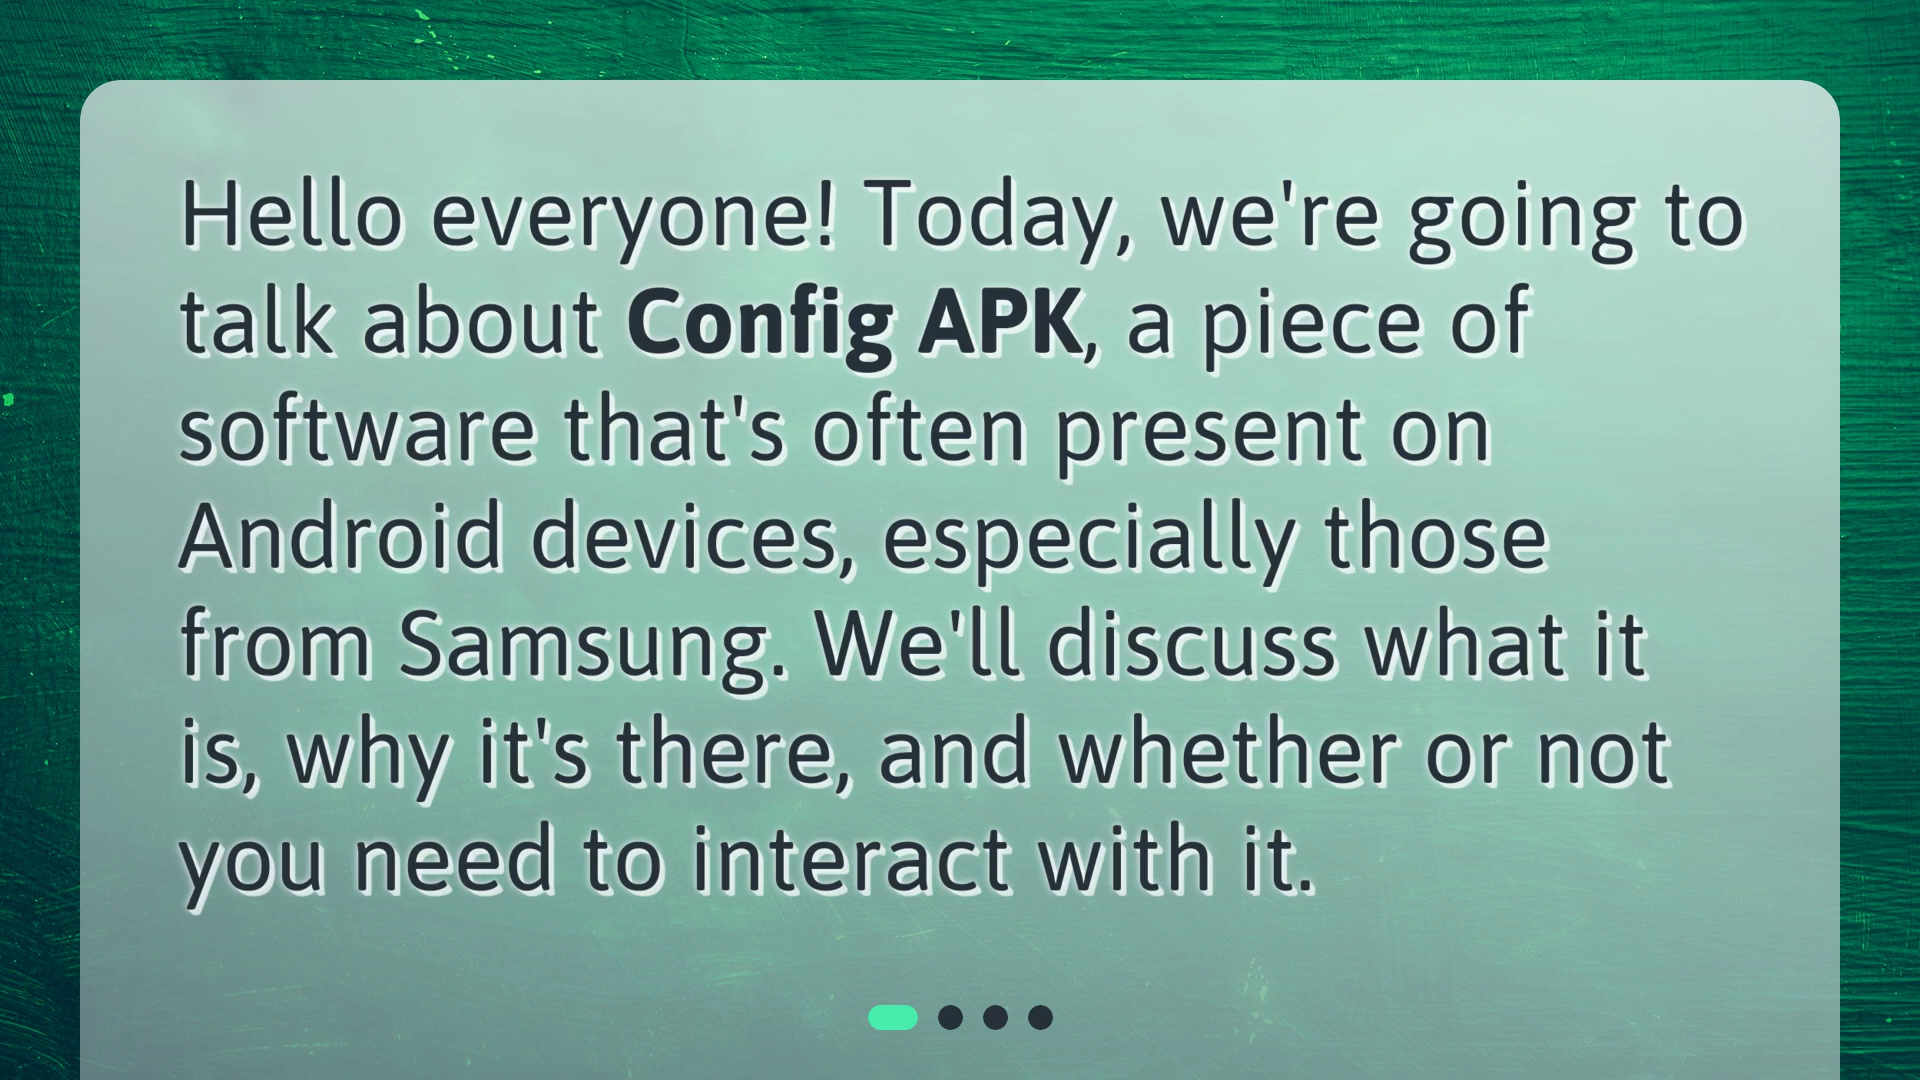 Hello everyone! Today, we're going to
talk about Config APK, a piece of
software that's often present on
Android devices, especially those
from Samsung. We'll discuss what it
is, why it's there, and whether or not
you need to interact with it.